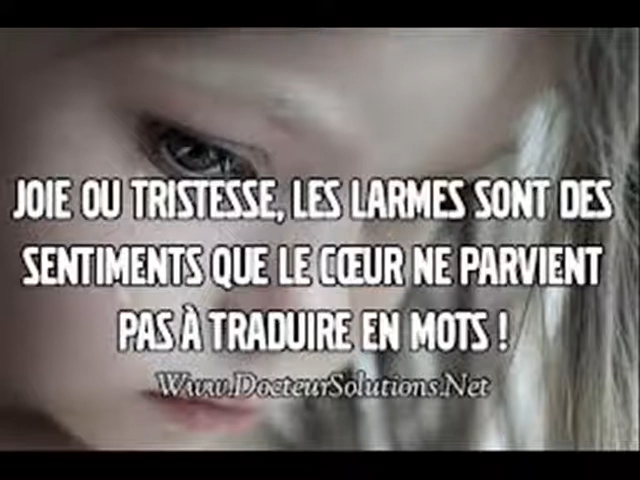 JOIE OU TRISTESSE, LES LARMES SONT DES
SENTIMENTS QUE LE CŒUR NE PARVIENT
PAS À TRADUIRE EN MOTS !
Www.DocteurSolutions.Net